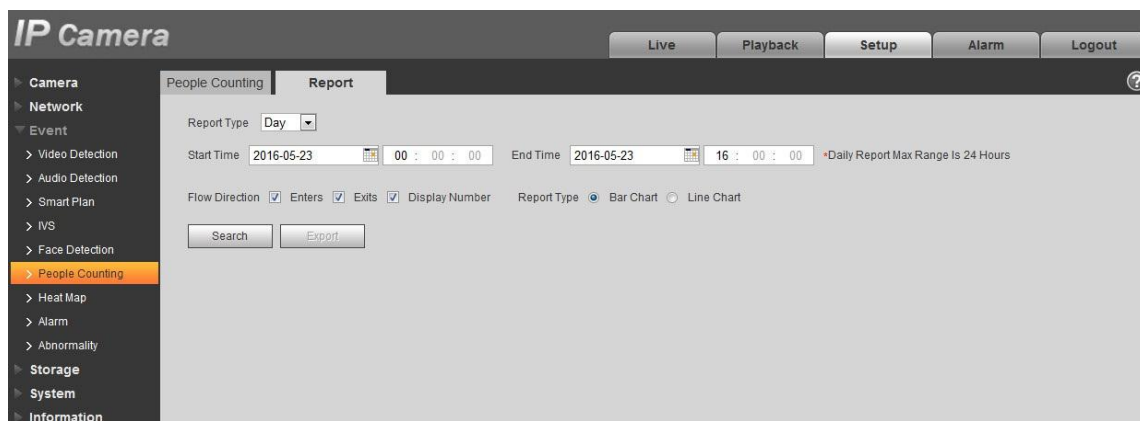 IP Camera
Live Playback Setup Alarm Logout
Camera
Network
Event
Video Detection
Audio Detection
Smart Plan
IVS
Face Detection
People Counting
Heat Map
Alarm
Abnormality
Storage
System
Information
People Counting Report
?
Report Type Day
Start Time 2016-05-23 00 : 00 : 00 End Time 2016-05-23 16 : 00 : 00 *Daily Report Max Range Is 24 Hours
Flow Direction Enters Exits Display Number Report Type Bar Chart Line Chart
Search Export